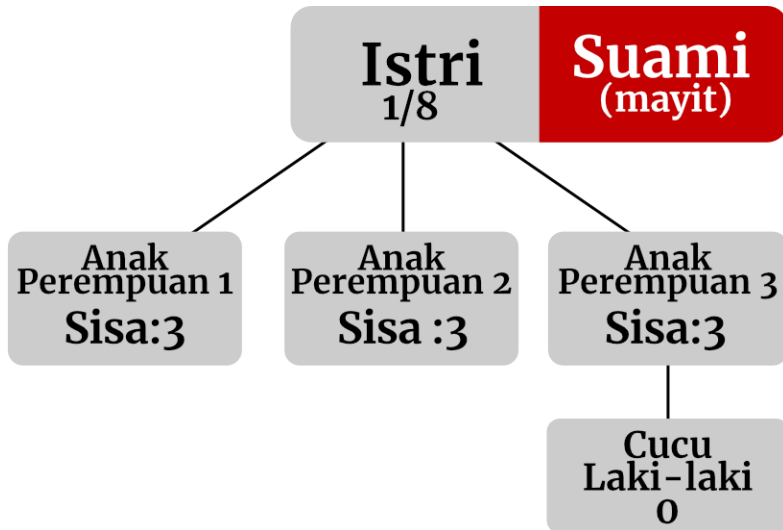 Istri
1/8
Suami
(mayit)
Anak
Perempuan 1
Sisa:3
Anak
Perempuan 2
Sisa :3
Anak
Perempuan 3
Sisa:3
Cucu
Laki-laki
0